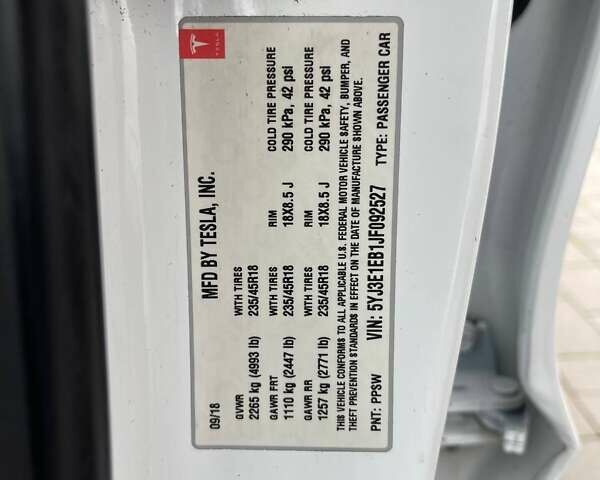 TESLA
MFD BY TESLA, INC.
09/18
GVWR WITH TIRES RIM COLD TIRE PRESSURE
2265 kg (4993 lb) 235/45R18 18X8.5 J 290 kPa, 42 psi
GAWR FRT WITH TIRES RIM COLD TIRE PRESSURE
1110 kg (2447 lb) 235/45R18 18X8.5 J 290 kPa, 42 psi
GAWR RR
1257 kg (2771 lb) 235/45R18
THIS VEHICLE CONFORMS TO ALL APPLICABLE U.S. FEDERAL MOTOR VEHICLE SAFETY, BUMPER, AND
THEFT PREVENTION STANDARDS IN EFFECT ON THE DATE OF MANUFACTURE SHOWN ABOVE.
PNT: PPSW VIN: 5YJ3E1EB1JF092527 TYPE: PASSENGER CAR